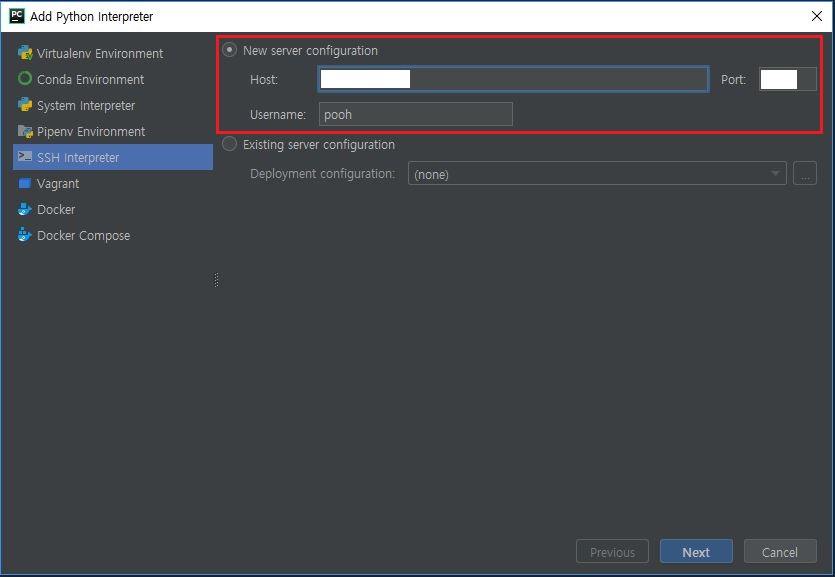 PC Add Python Interpreter
Virtualenv Environment
Conda Environment
System Interpreter
Pipenv Environment
SSH Interpreter
Vagrant
Docker
Docker Compose
New server configuration
Host: Port:
Username: pooh
Existing server configuration
Deployment configuration: (none) ...
Previous Next Cancel